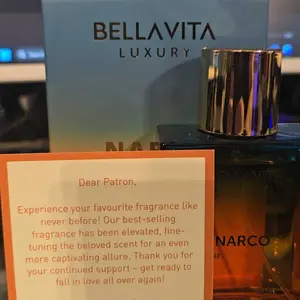 BELLAVITA
LUXURY
Dear Patron,
Experience your favourite fragrance like
never before! Our best-selling
fragrance has been elevated, fine-
tuning the beloved scent for an even
more captivating allure. Thank you for
your continued support - get ready to
fall in love all over again!
NARCO